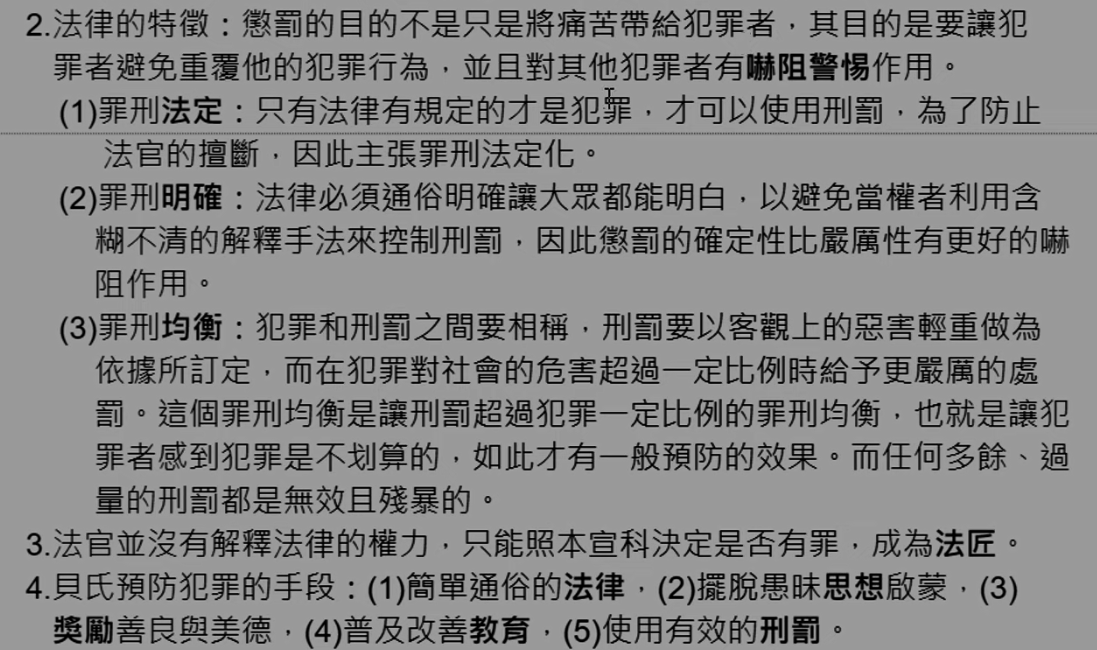 2.法律的特徵：懲罰的目的不是只是將痛苦帶給犯罪者，其目的是要讓犯
罪者避免重覆他的犯罪行為，並且對其他犯罪者有嚇阻警惕作用。
(1)罪刑法定：只有法律有規定的才是犯罪，才可以使用刑罰，為了防止
法官的擅斷，因此主張罪刑法定化。
(2)罪刑明確：法律必須通俗明確讓大眾都能明白，以避免當權者利用含
糊不清的解釋手法來控制刑罰，因此懲罰的確定性比嚴厲性有更好的嚇
阻作用。
(3)罪刑均衡：犯罪和刑罰之間要相稱，刑罰要以客觀上的惡害輕重做為
依據所訂定，而在犯罪對社會的危害超過一定比例時給予更嚴厲的處
罰。這個罪刑均衡是讓刑罰超過犯罪一定比例的罪刑均衡，也就是讓犯
罪者感到犯罪是不划算的，如此才有一般預防的效果。而任何多餘、過
量的刑罰都是無效且殘暴的。
3.法官並沒有解釋法律的權力，只能照本宣科決定是否有罪，成為法匠。
4.貝氏預防犯罪的手段：(1)簡單通俗的法律，(2)擺脫愚昧思想啟蒙，(3)
獎勵善良與美德，(4)普及改善教育，(5)使用有效的刑罰。